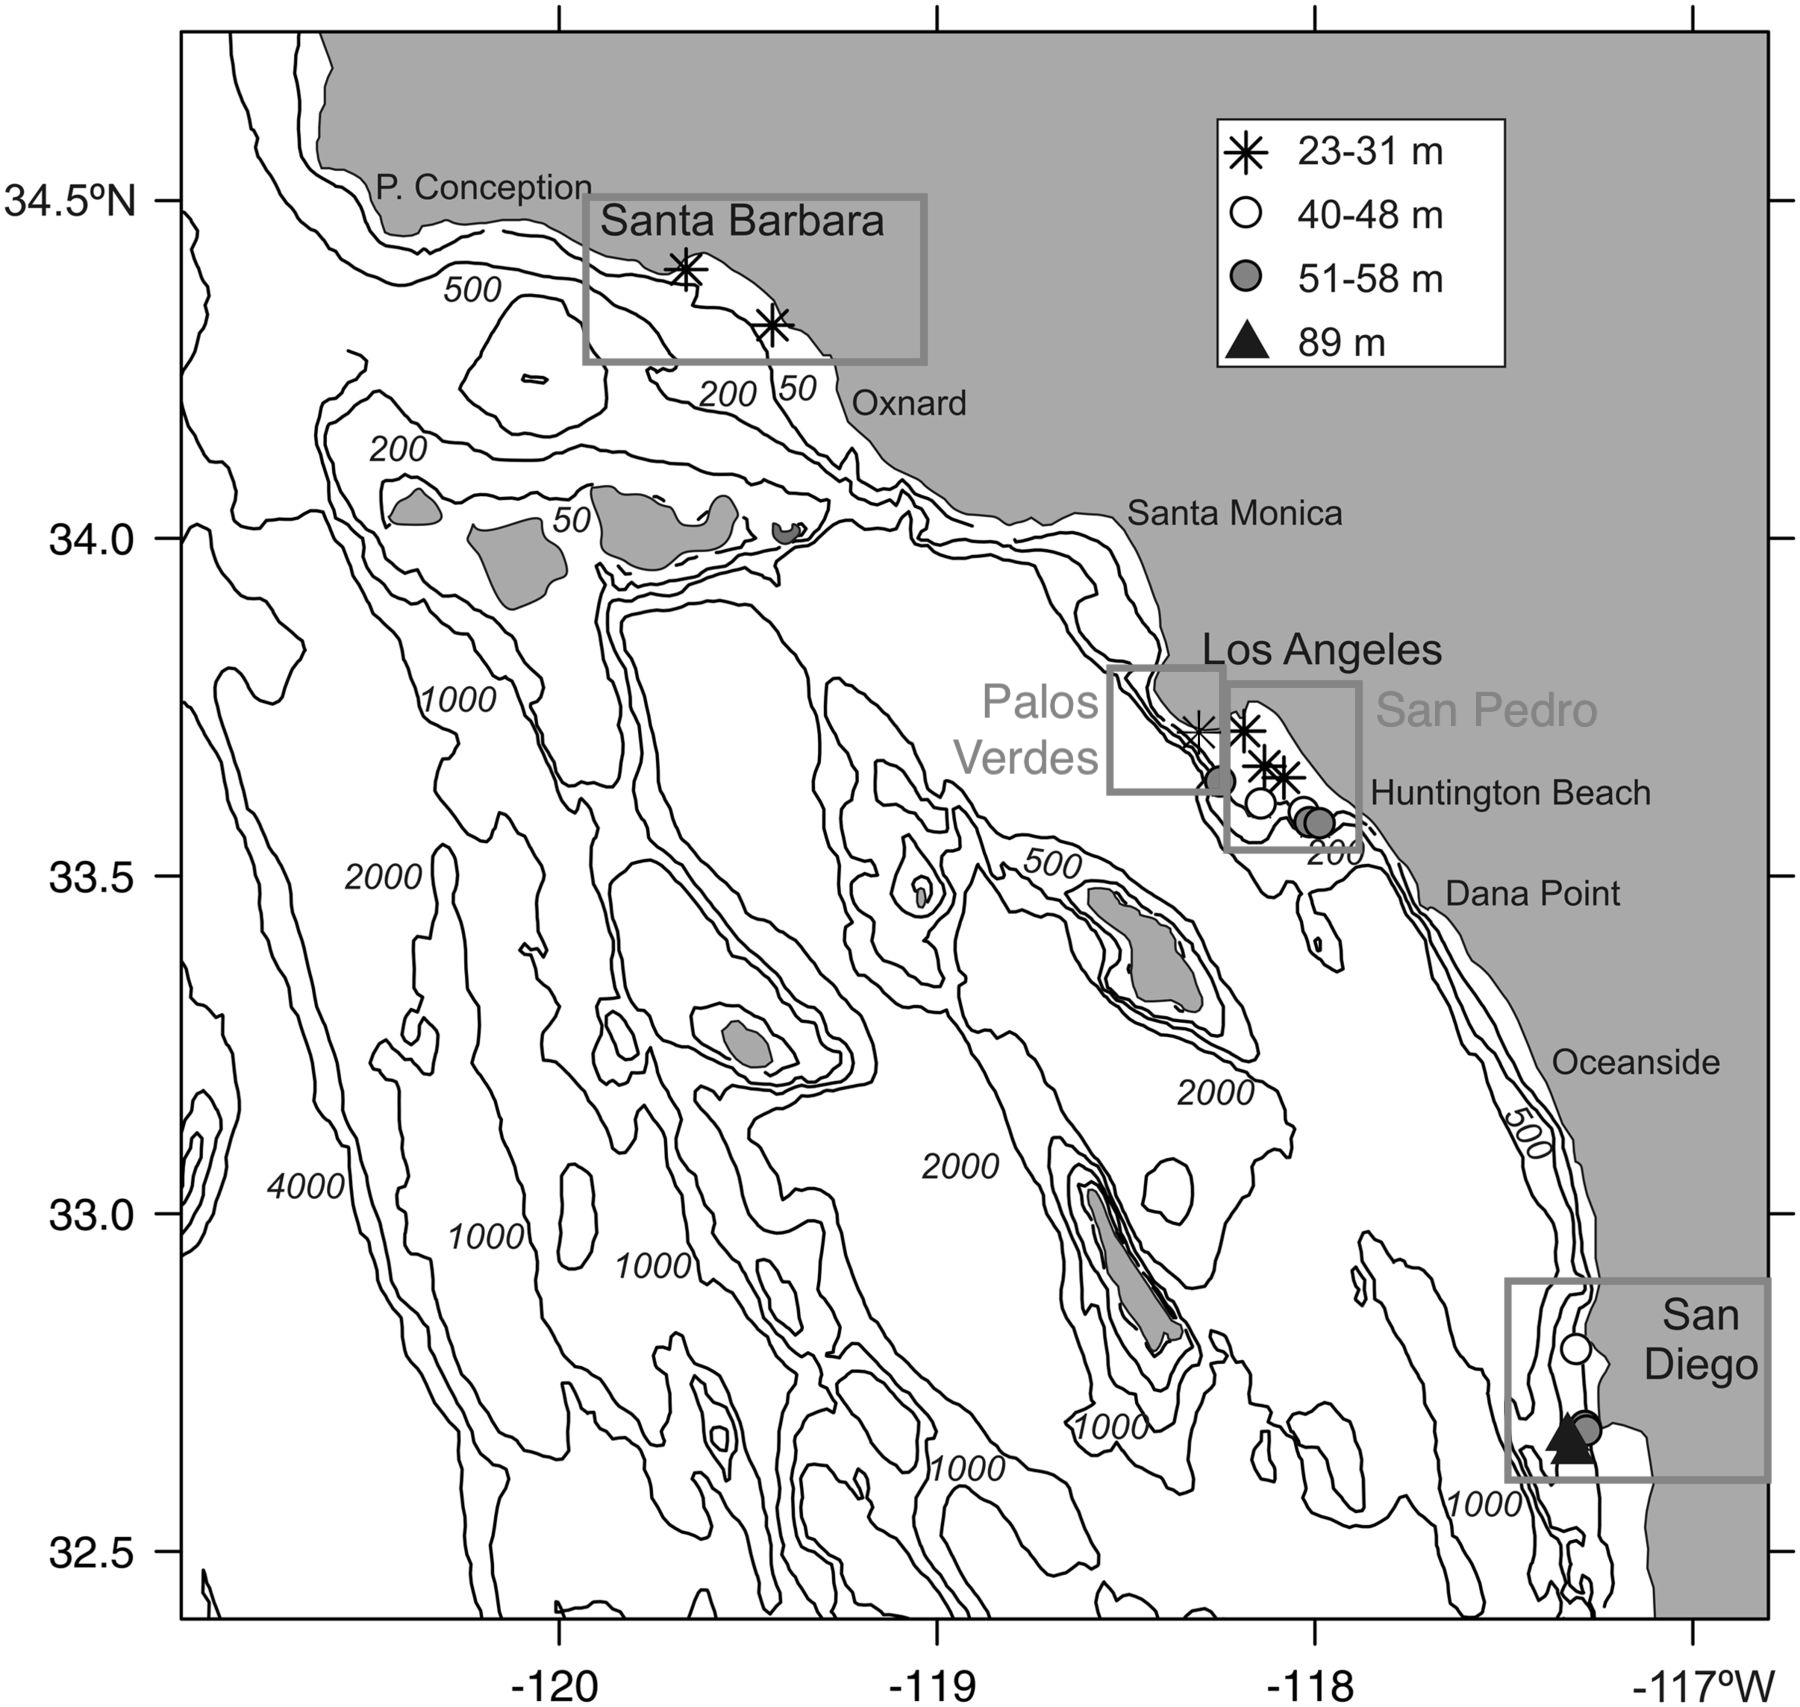 23-31 m
40-48 m
51-58 m
89 m
34.5ºN
34.0
33.5
33.0
32.5
P. Conception
Santa Barbara
500
200
50
Oxnard
200
50
Santa Monica
Los Angeles
Palos
Verdes
San Pedro
1000
Huntington Beach
200
500
2000
Dana Point
Oceanside
2000
500
2000
4000
1000
1000
San
Diego
1000
1000
1000
-120
-119
-118
-117ºW